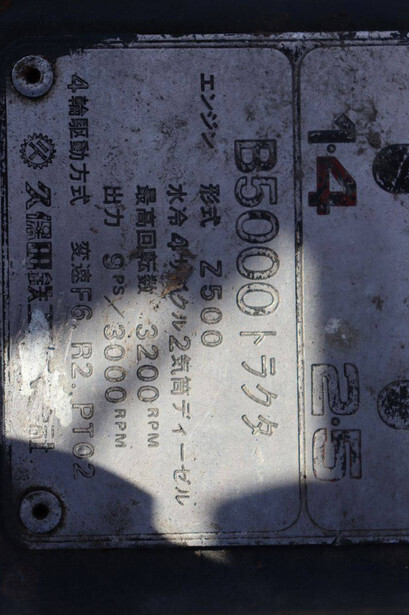 1·4 2·5
B5000トラクタ
エンジン 形式 Z500
水冷4サイクル2気筒ディーゼル
最高回転数 3200RPM
出力 9PS/3000RPM
4輪駆動方式 変速F6.R2.,PTO2
久保田鉄工